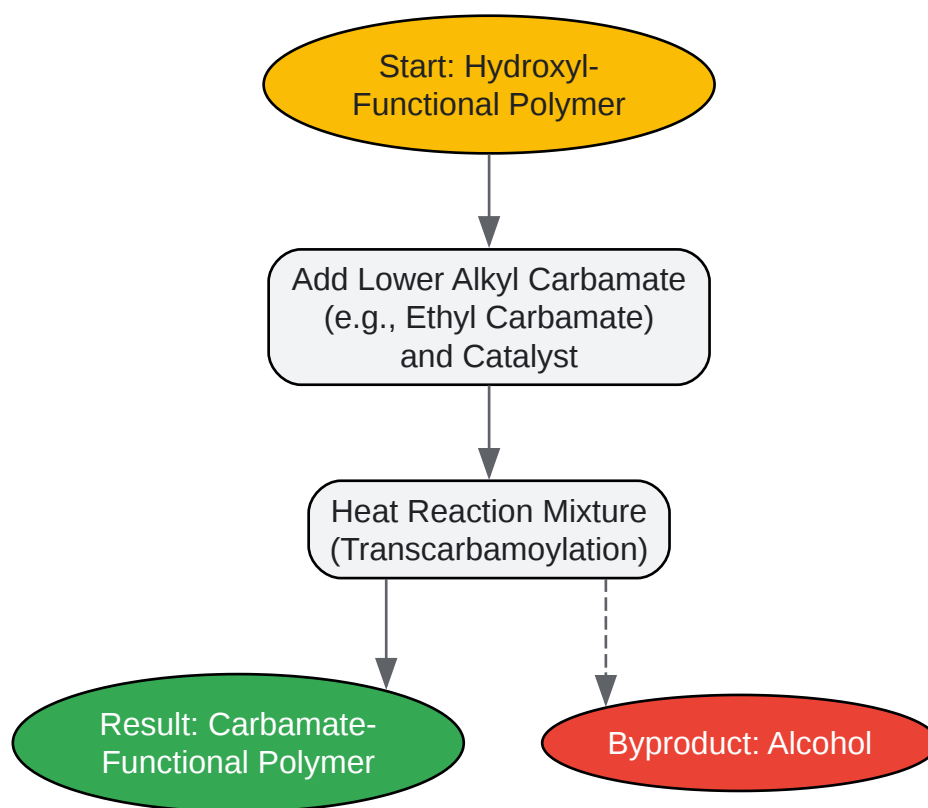 Start: Hydroxyl-
Functional Polymer
Add Lower Alkyl Carbamate
(e.g., Ethyl Carbamate)
and Catalyst
Heat Reaction Mixture
(Transcarbamoylation)
Result: Carbamate-
Functional Polymer
Byproduct: Alcohol